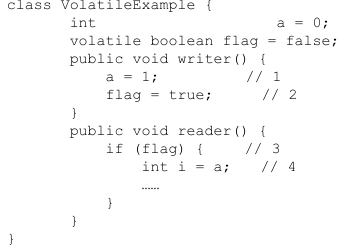 class VolatileExample {
int a = 0;
volatile boolean flag = false;
public void writer() {
a = 1; // 1
flag = true; // 2
}
public void reader() {
if (flag) { // 3
int i = a; // 4
……
}
}
}